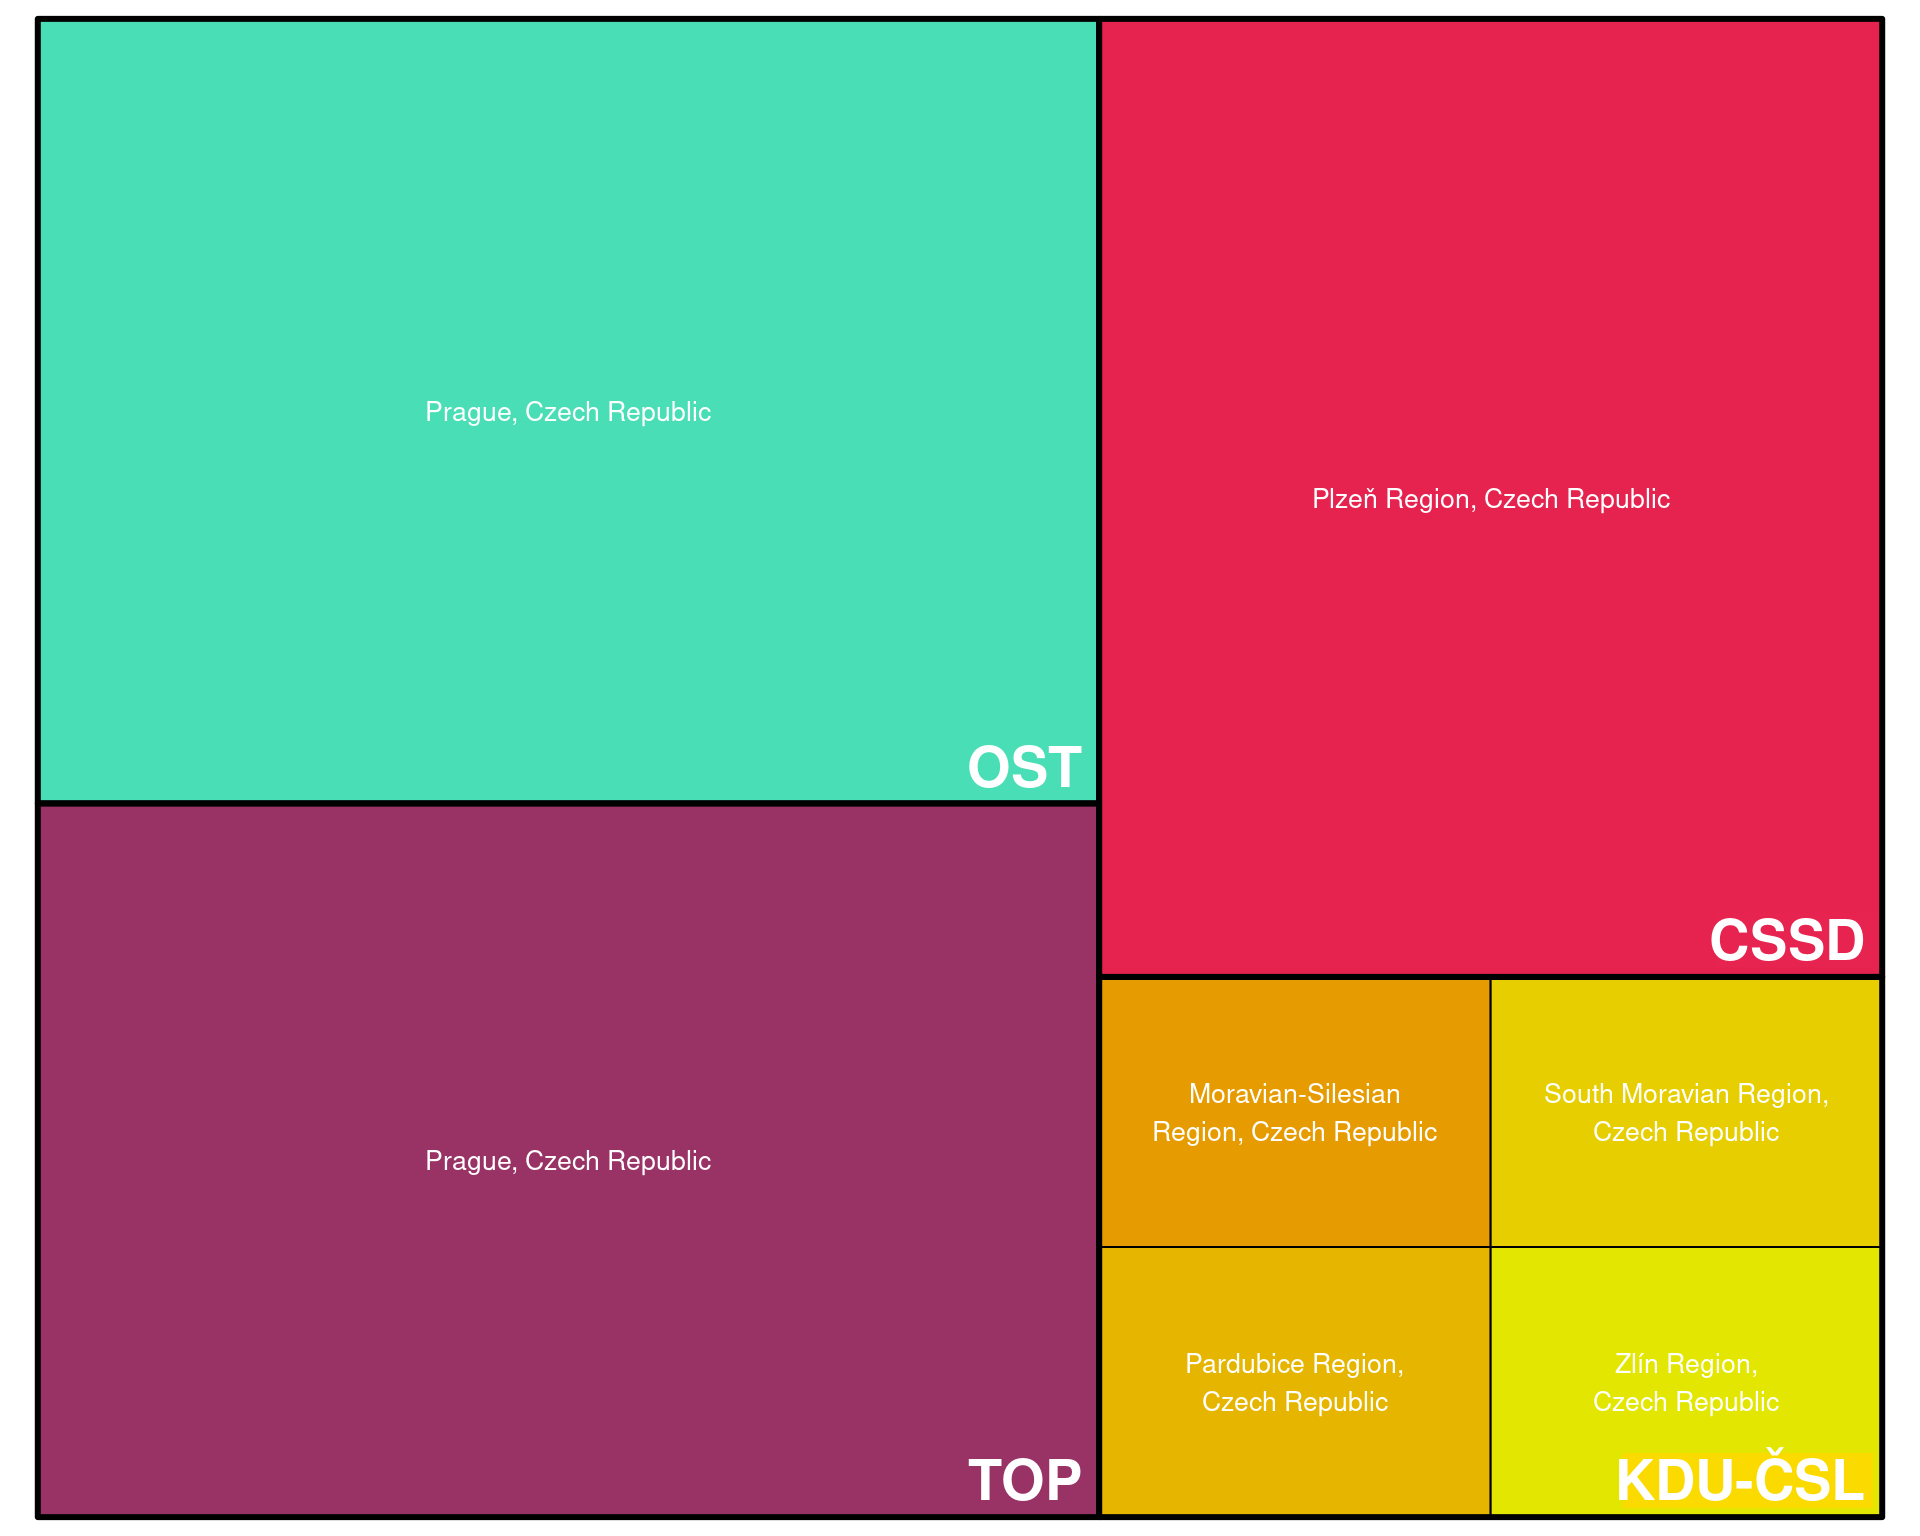 Prague, Czech Republic
OST
Prague, Czech Republic
TOP
Plzeň Region, Czech Republic
CSSD
Moravian-Silesian
Region, Czech Republic
South Moravian Region,
Czech Republic
Pardubice Region,
Czech Republic
Zlín Region,
Czech Republic
KDU-ČSL